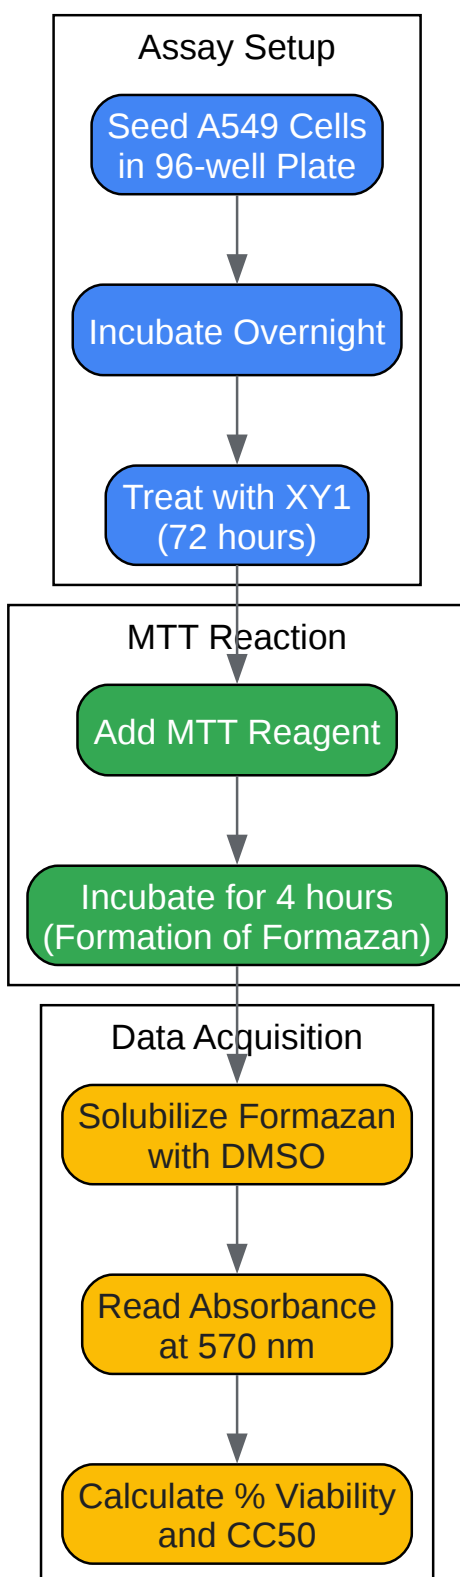 Assay Setup
Seed A549 Cells
in 96-well Plate
Incubate Overnight
Treat with XY1
(72 hours)
MTT Reaction
Add MTT Reagent
Incubate for 4 hours
(Formation of Formazan)
Data Acquisition
Solubilize Formazan
with DMSO
Read Absorbance
at 570 nm
Calculate % Viability
and CC50